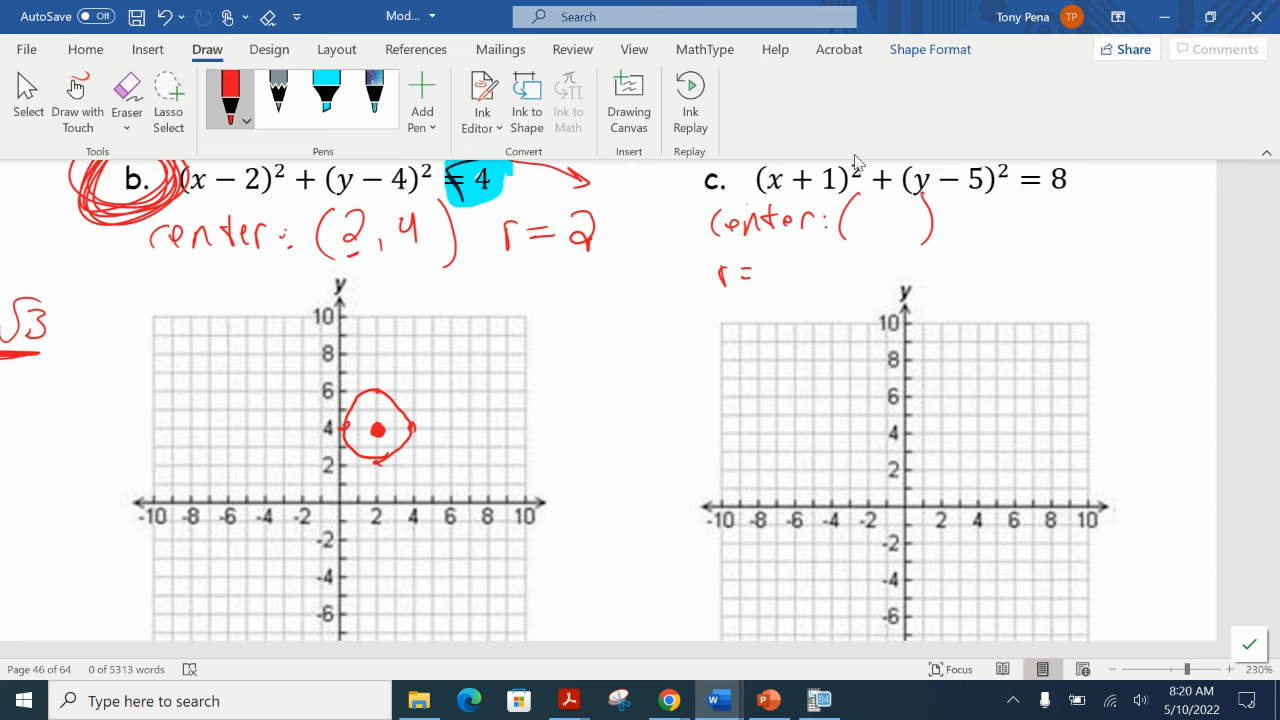 AutoSave Off Mod... Search Tony Pena TP
File Home Insert Draw Design Layout References Mailings Review View MathType Help Acrobat Shape Format Share Comments
Select Draw with Touch Eraser Lasso Select Add Pen Ink Editor Ink to Shape Ink to Math Drawing Canvas Ink Replay
Tools Pens Convert Insert Replay
b. (x − 2)² + (y − 4)² = 4
center: (2, 4) r = 2
√3
y
10
8
6
4
2
-10 -8 -6 -4 -2 2 4 6 8 10
-2
-4
-6
c. (x + 1)² + (y − 5)² = 8
center: ( )
r =
y
10
8
6
4
2
-10 -8 -6 -4 -2 2 4 6 8 10
-2
-4
-6
Page 46 of 64 0 of 5313 words Focus 230%
Type here to search 8:20 AM
5/10/2022